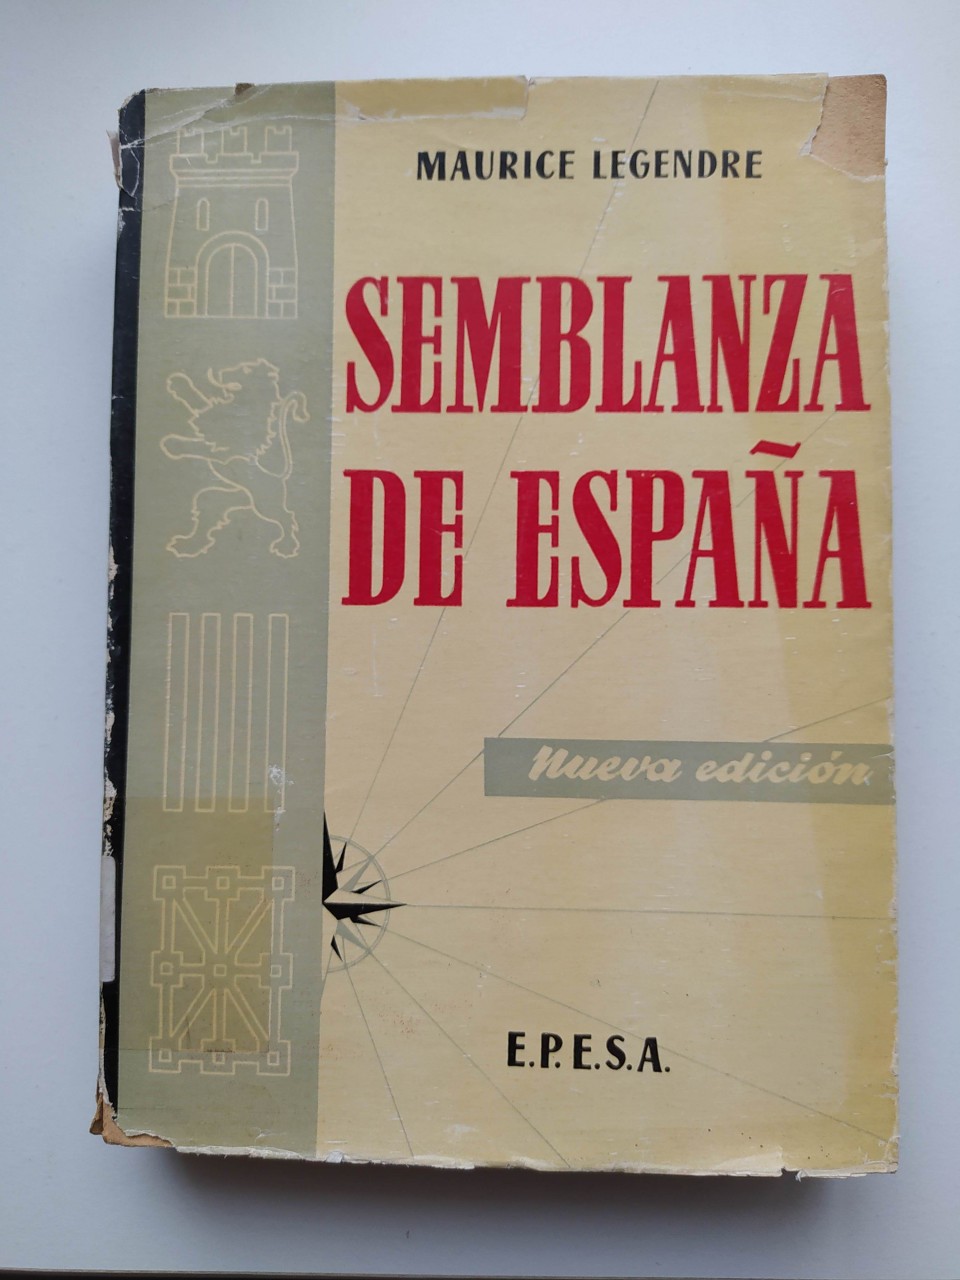 MAURICE LEGENDRE
SEMBLANZA
DE ESPAÑA
Nueva edición
E.P.E.S.A.